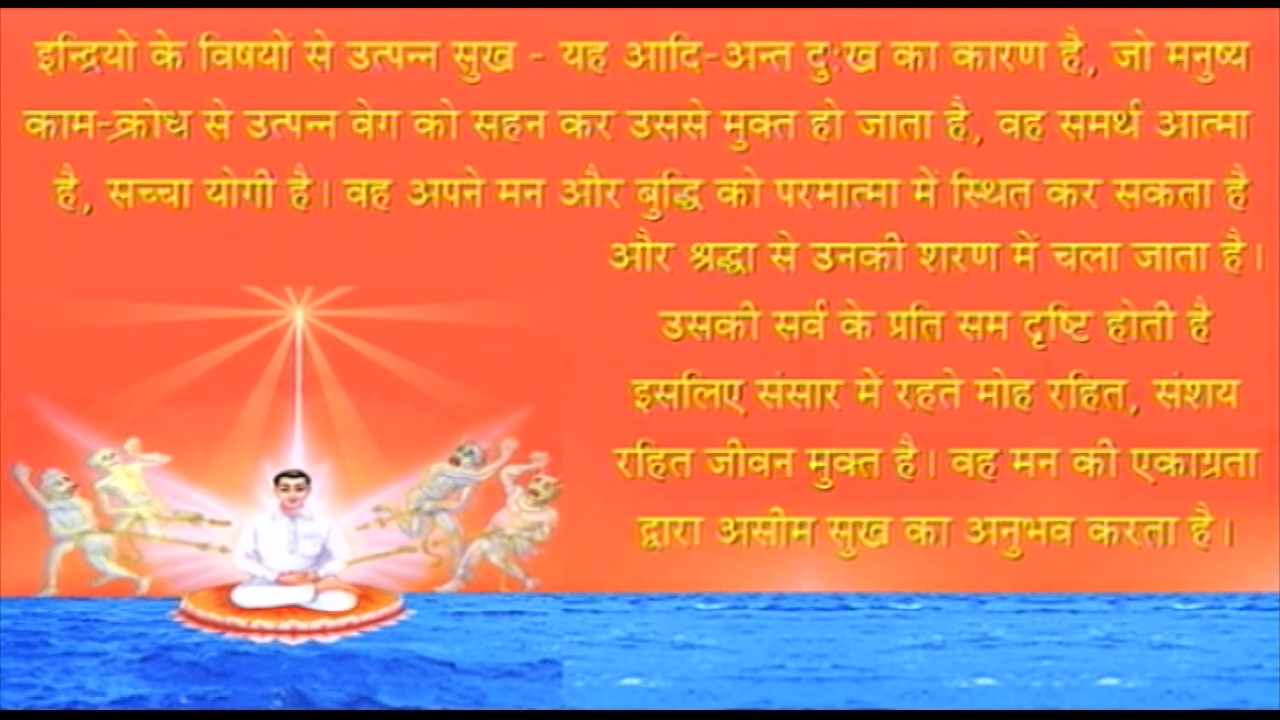 इन्द्रियों के विषयों से उत्पन्न सुख - यह आदि-अन्त दुःख का कारण है, जो मनुष्य
काम-क्रोध से उत्पन्न वेग को सहन कर उससे मुक्त हो जाता है, वह समर्थ आत्मा
है, सच्चा योगी है। वह अपने मन और बुद्धि को परमात्मा में स्थित कर सकता है
और श्रद्धा से उनकी शरण में चला जाता है।
उसकी सर्व के प्रति सम दृष्टि होती है
इसलिए संसार में रहते मोह रहित, संशय
रहित जीवन मुक्त है। वह मन की एकाग्रता
द्वारा असीम सुख का अनुभव करता है।